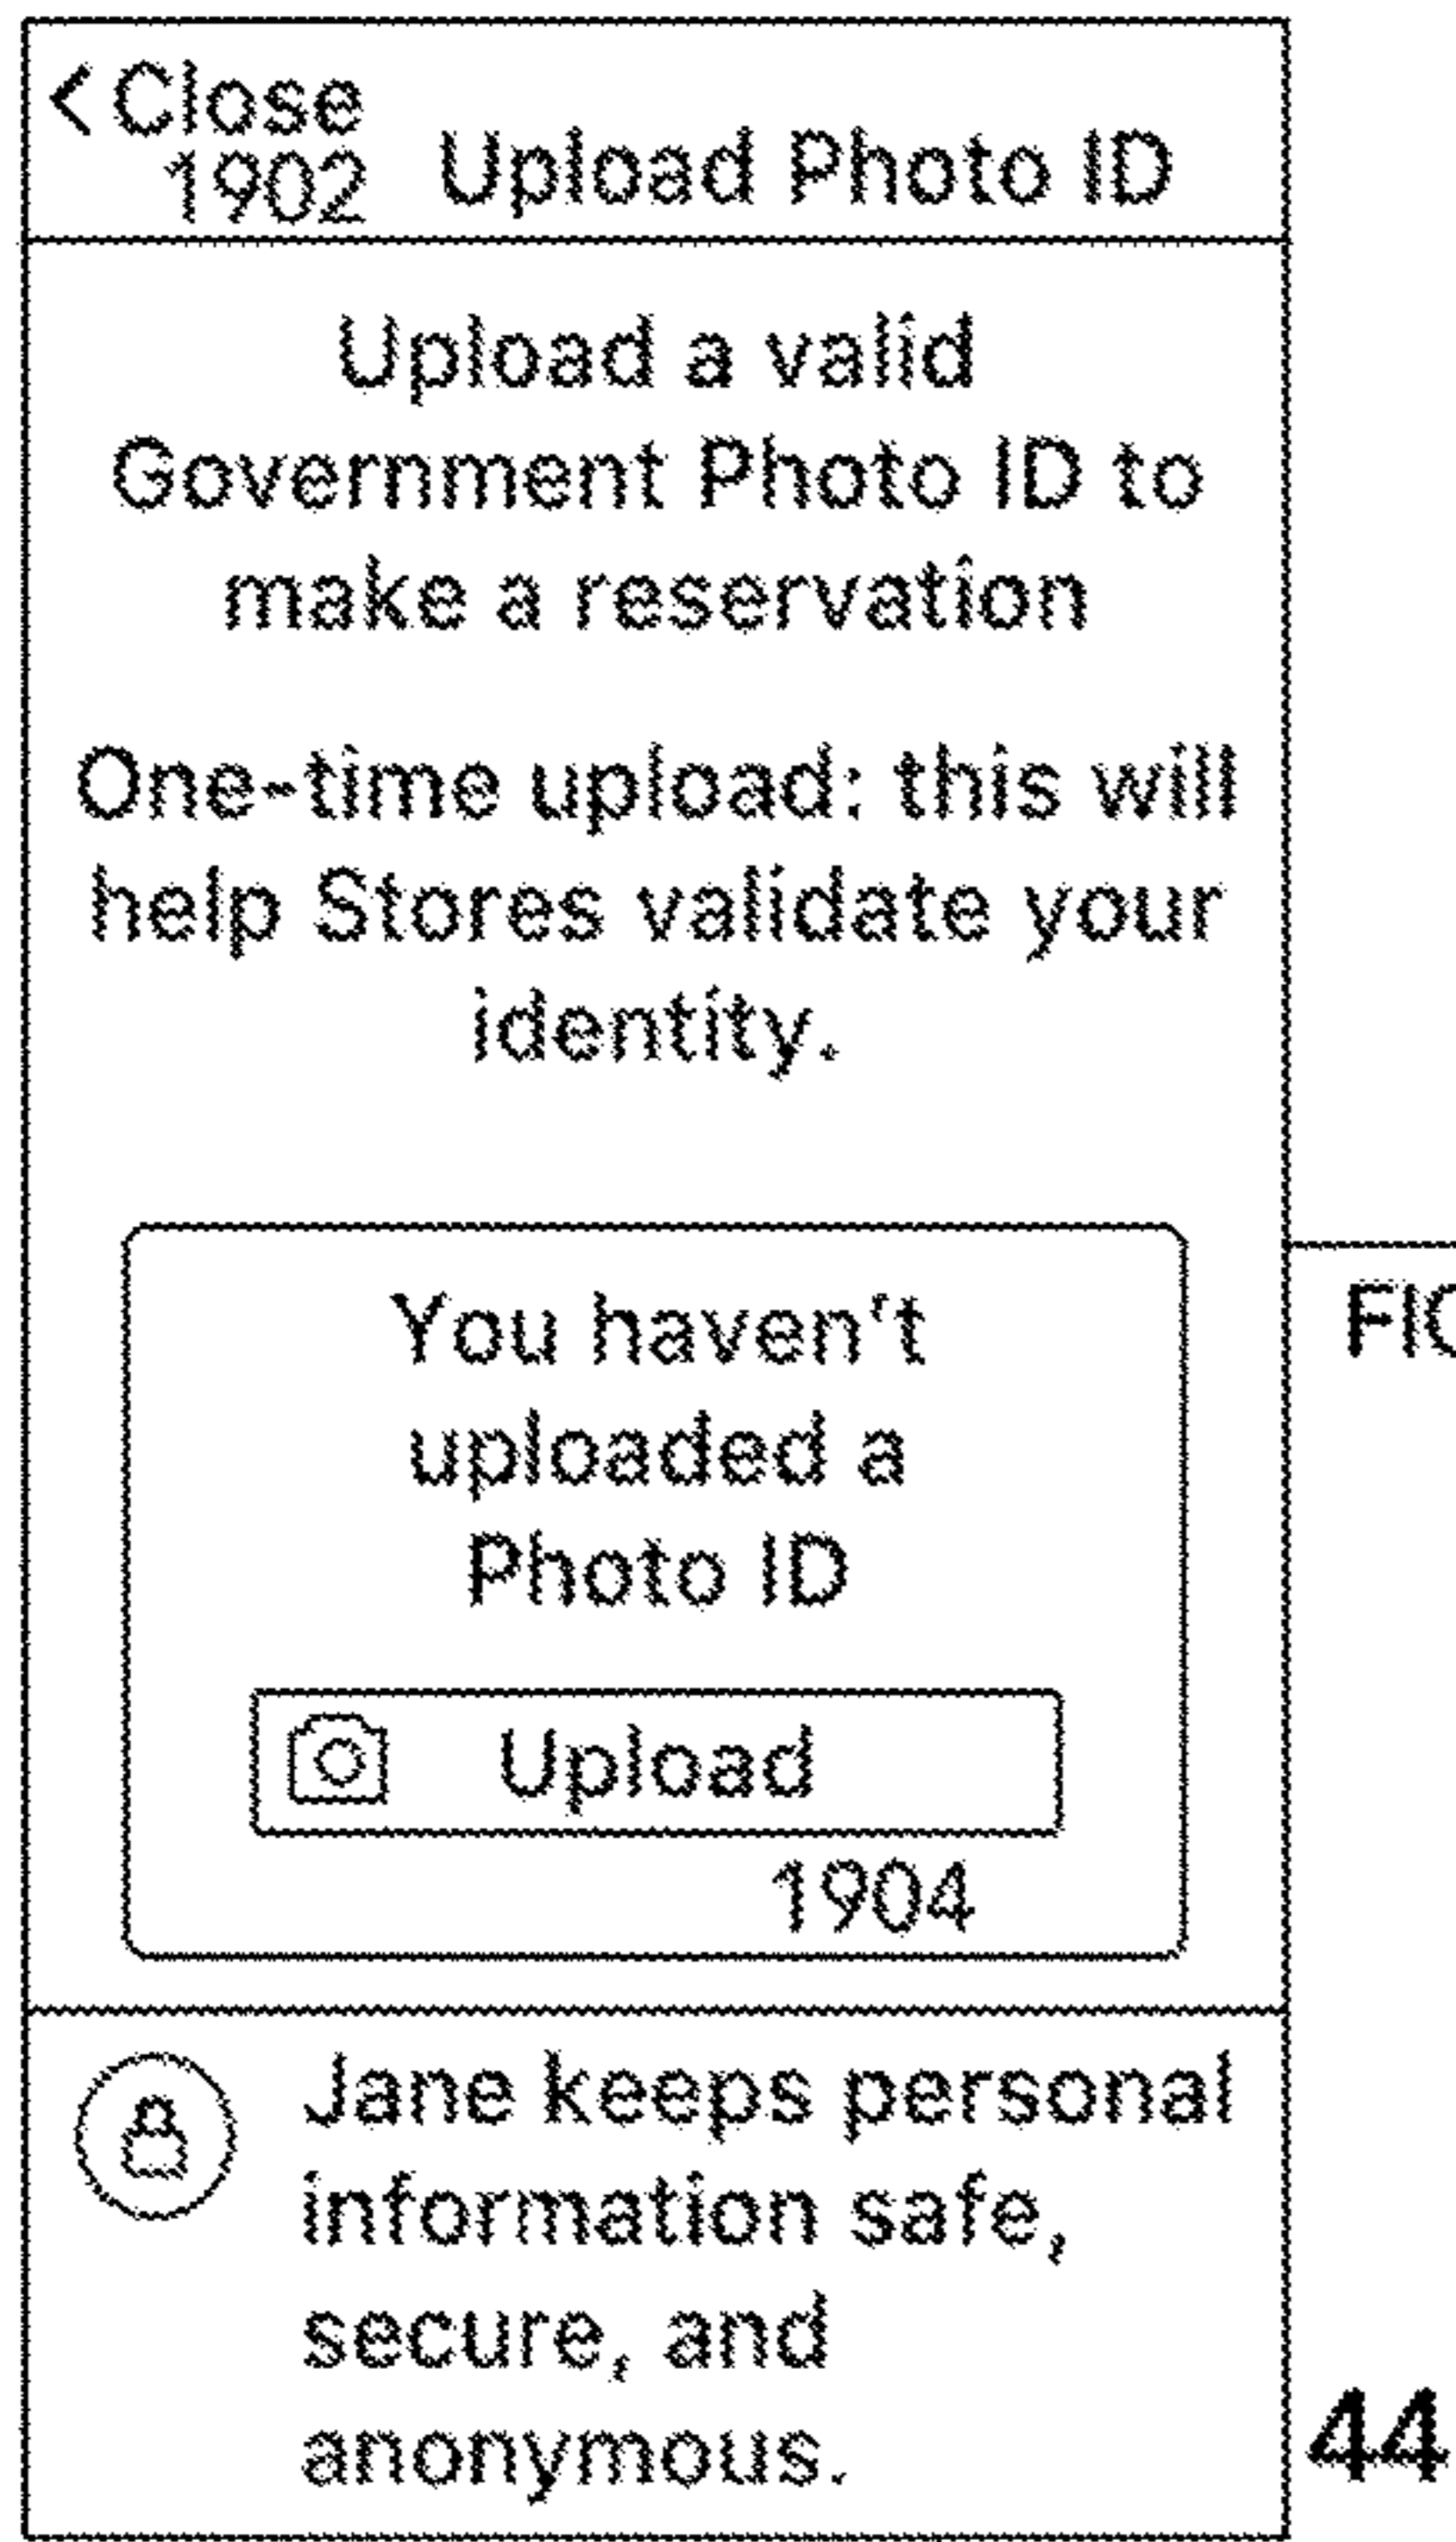 < Close
1902 Upload Photo ID
Upload a valid
Government Photo ID to
make a reservation
One-time upload: this will
help Stores validate your
identity.
You haven't
uploaded a
Photo ID
Upload
1904
Jane keeps personal
information safe,
secure, and
anonymous.
44